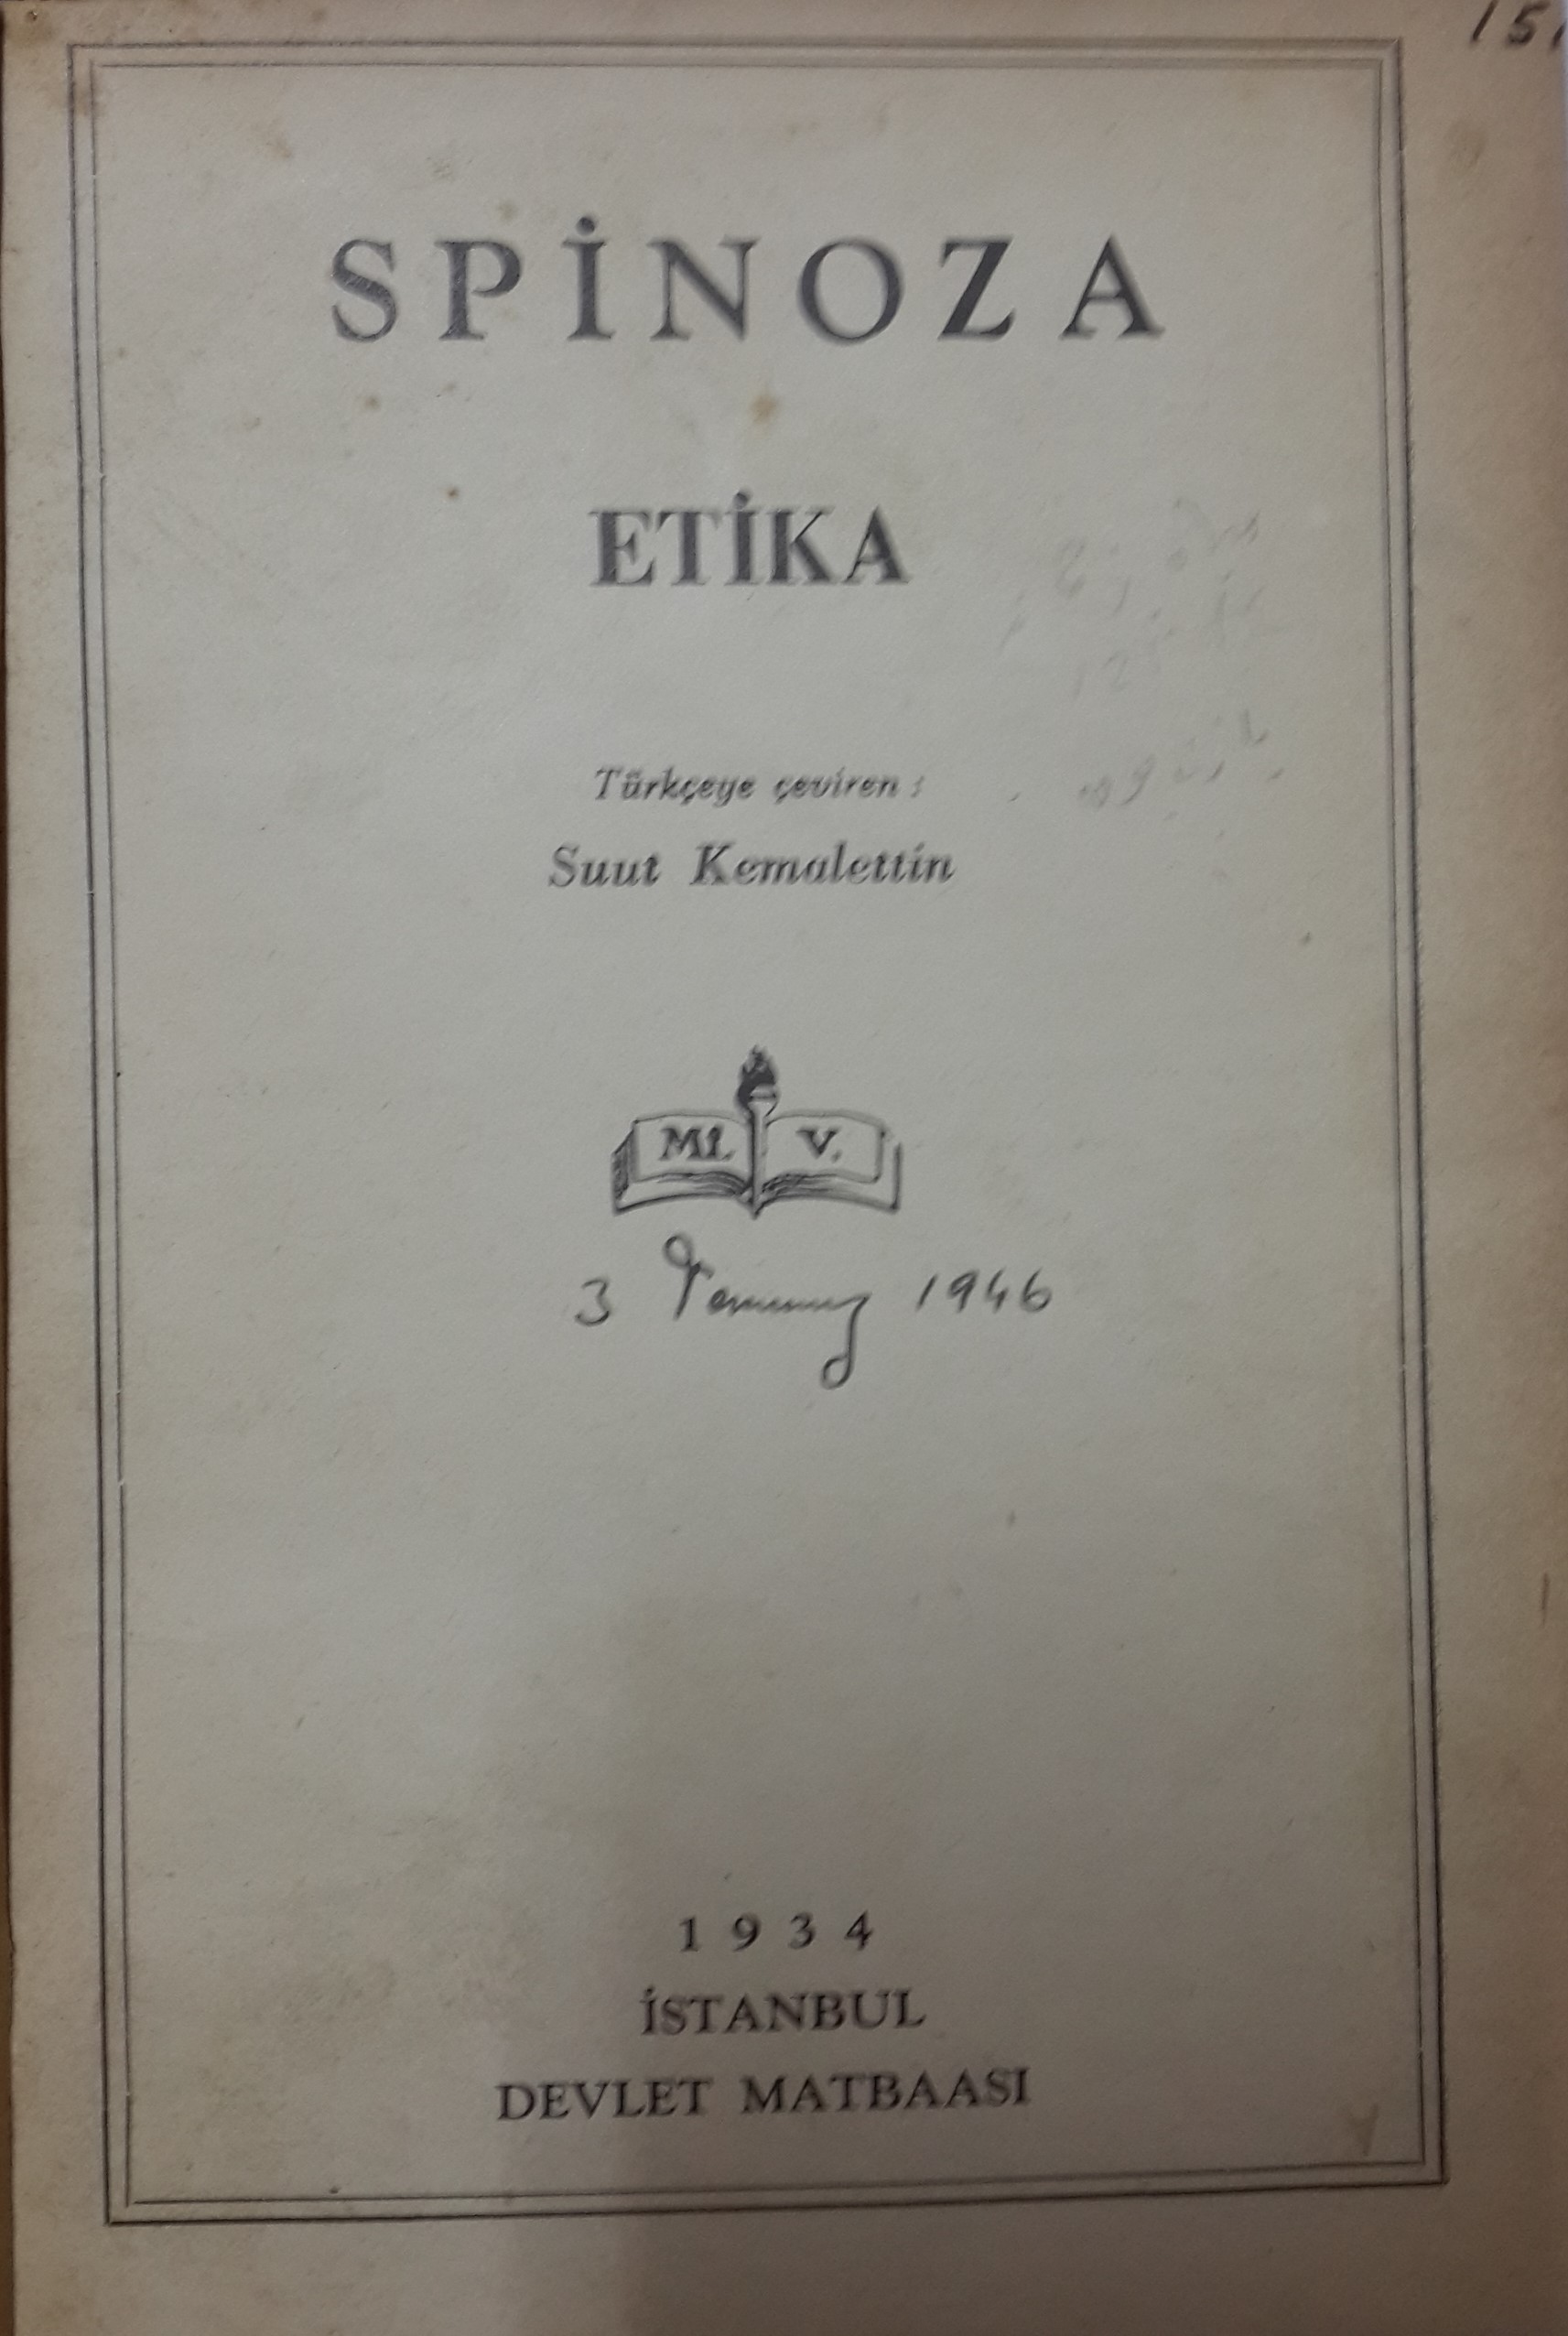 151
SPİNOZA
ETİKA
Türkçeye çeviren :
Suut Kemalettin
Mf. V.
3 Temmuz 1946
1934
İSTANBUL
DEVLET MATBAASI